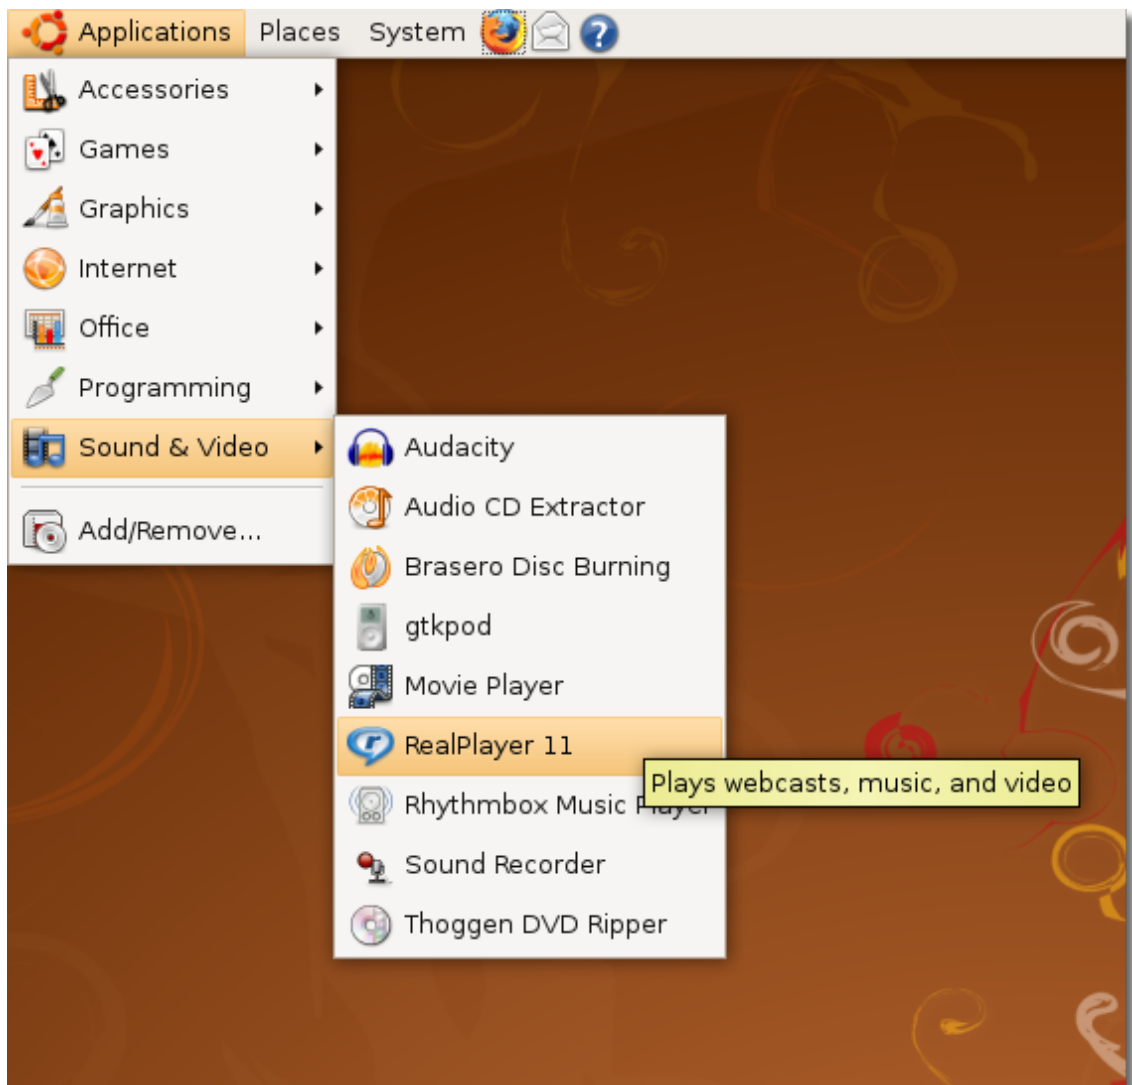 Applications Places System
Accessories
Games
Graphics
Internet
Office
Programming
Sound & Video
Add/Remove...
Audacity
Audio CD Extractor
Brasero Disc Burning
gtkpod
Movie Player
RealPlayer 11
Plays webcasts, music, and video
Rhythmbox Music Player
Sound Recorder
Thoggen DVD Ripper